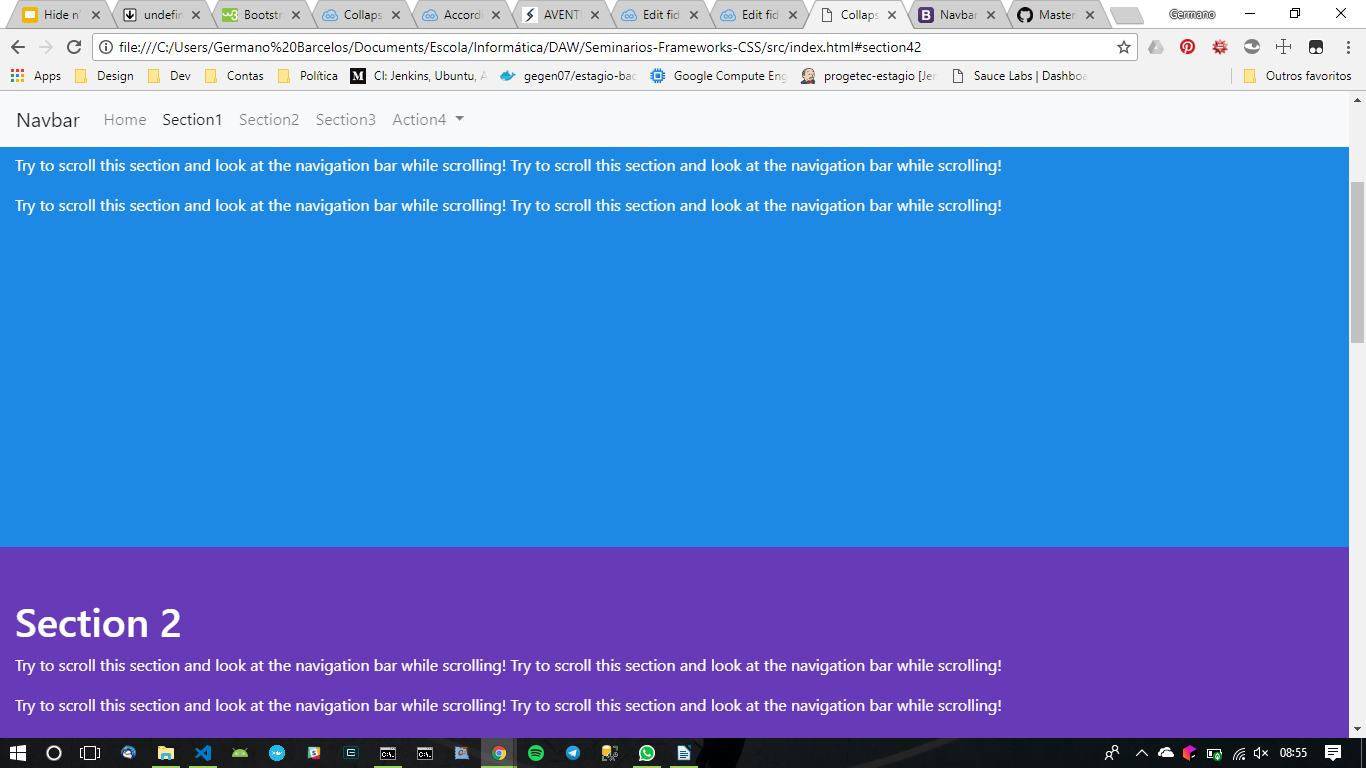 Hide n' undefin Bootstr Collaps Accordi AVENTU Edit fid Edit fid Collaps Navbar Master Germano
file:///C:/Users/Germano%20Barcelos/Documents/Escola/Informática/DAW/Seminarios-Frameworks-CSS/src/index.html#section42
Apps Design Dev Contas Política M CI: Jenkins, Ubuntu, gegen07/estagio-bac Google Compute Eng progetec-estagio [Jen Sauce Labs | Dashboa Outros favoritos
Navbar Home Section1 Section2 Section3 Action4
Try to scroll this section and look at the navigation bar while scrolling! Try to scroll this section and look at the navigation bar while scrolling!
Try to scroll this section and look at the navigation bar while scrolling! Try to scroll this section and look at the navigation bar while scrolling!
Section 2
Try to scroll this section and look at the navigation bar while scrolling! Try to scroll this section and look at the navigation bar while scrolling!
Try to scroll this section and look at the navigation bar while scrolling! Try to scroll this section and look at the navigation bar while scrolling!
08:55